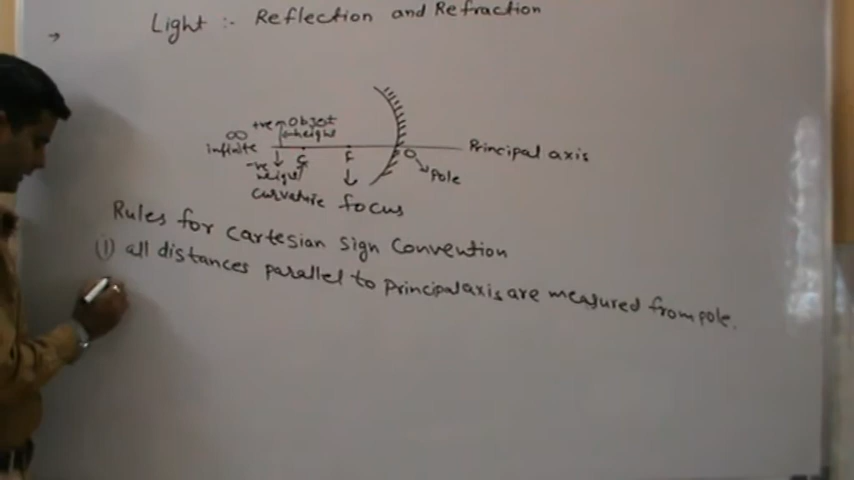 Light :- Reflection and Refraction
+ve object
height
∞
infinite
Principal axis
-ve
height
C
F
O
Pole
curvature focus
Rules for Cartesian sign convention
(1) all distances parallel to principal axis are measured from pole.